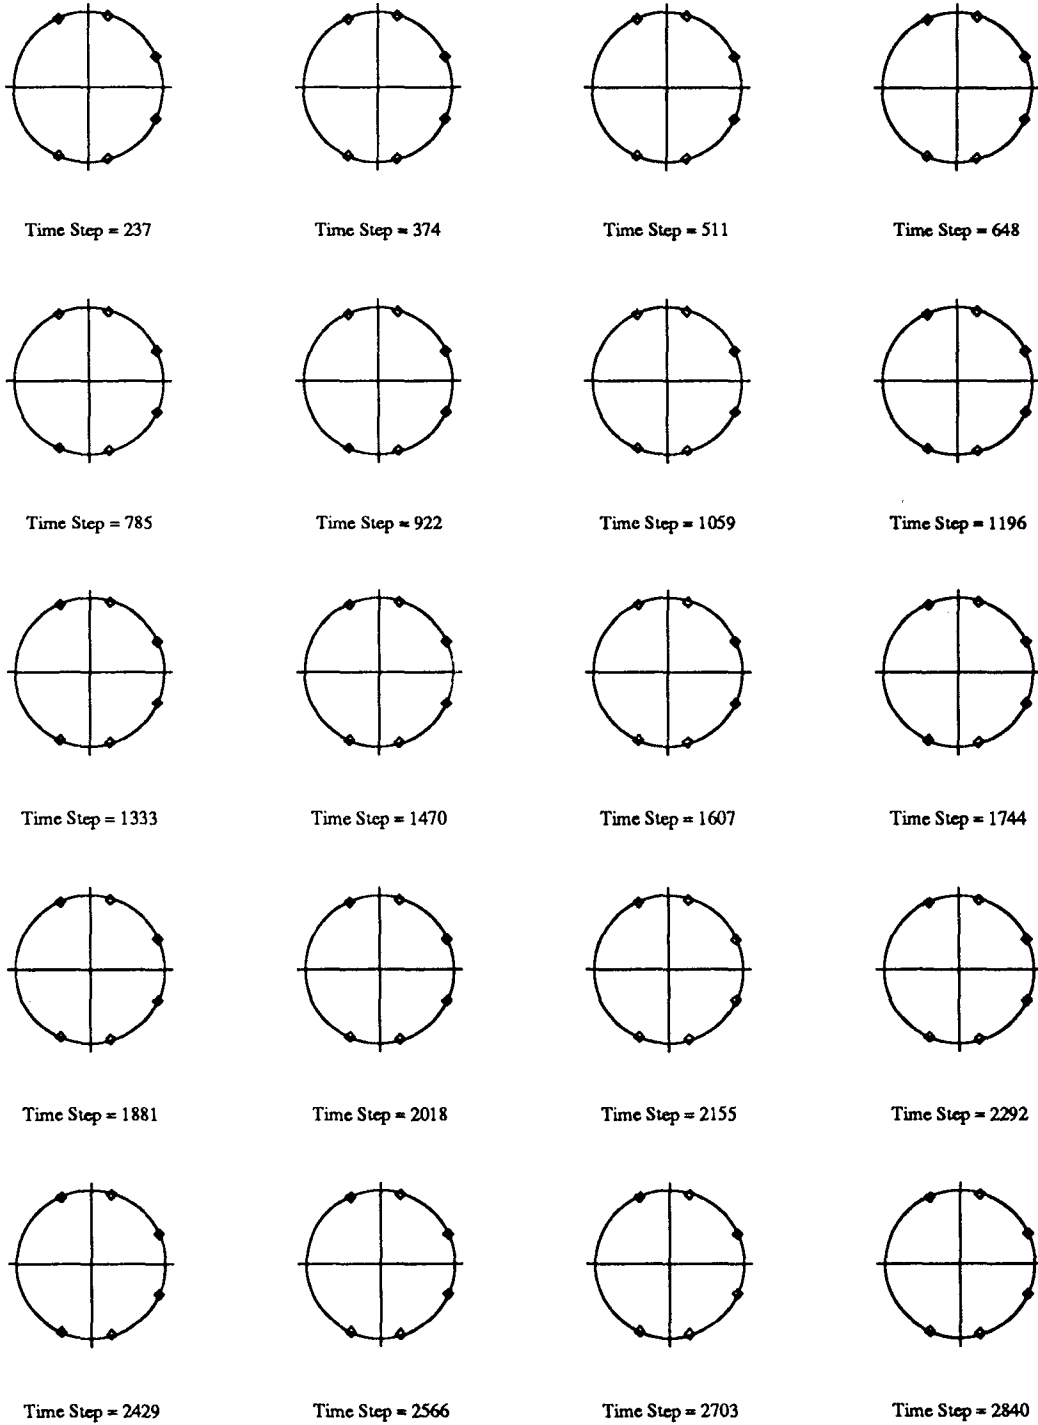 Time Step = 237
Time Step = 374
Time Step = 511
Time Step = 648
Time Step = 785
Time Step = 922
Time Step = 1059
Time Step = 1196
Time Step = 1333
Time Step = 1470
Time Step = 1607
Time Step = 1744
Time Step = 1881
Time Step = 2018
Time Step = 2155
Time Step = 2292
Time Step = 2429
Time Step = 2566
Time Step = 2703
Time Step = 2840